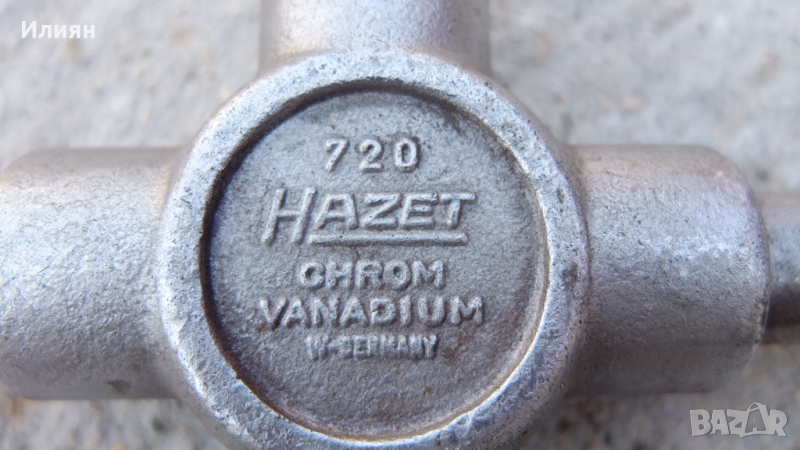 Илиян
720
HAZET
CHROM
VANADIUM
W-GERMANY
BAZAR